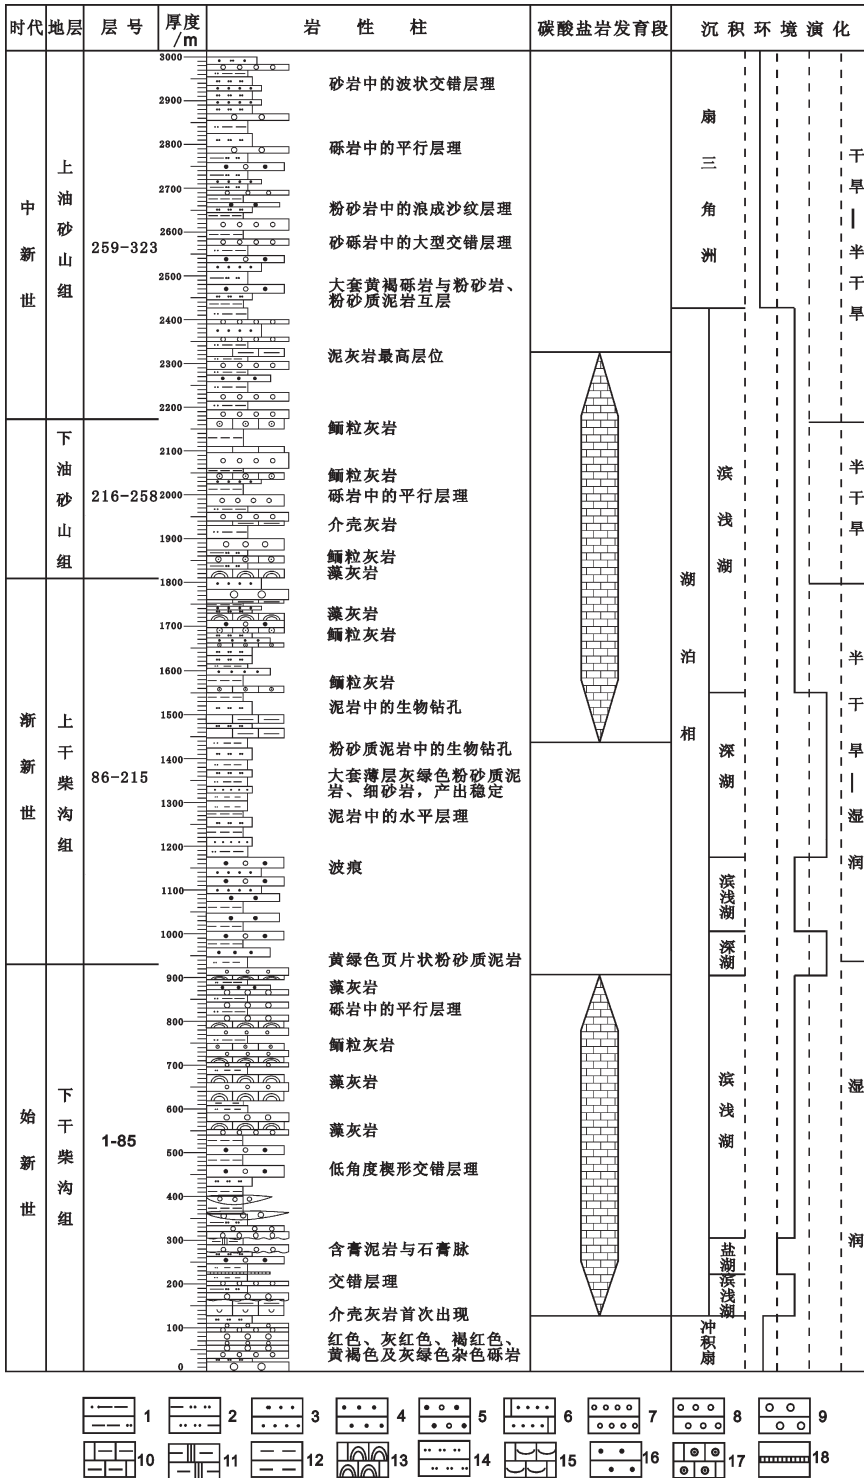 时代 地层 层号 厚度/m 岩性柱 碳酸盐岩发育段 沉积环境演化
3000
砂岩中的波状交错层理
2900
扇三角洲
2800
砾岩中的平行层理
干旱—半干旱
上油砂山组
2700
中新世
粉砂岩中的浪成沙纹层理
2600
259-323
砂砾岩中的大型交错层理
2500
大套黄褐砾岩与粉砂岩、
粉砂质泥岩互层
2400
泥灰岩最高层位
2300
2200
鲕粒灰岩
下油砂山组
2100
鲕粒灰岩
216-258
2000
砾岩中的平行层理
滨浅湖
半干旱
介壳灰岩
1900
鲕粒灰岩
藻灰岩
1800
湖泊相
藻灰岩
1700
鲕粒灰岩
1600
鲕粒灰岩
泥岩中的生物钻孔
1500
渐新世
上干柴沟组
粉砂质泥岩中的生物钻孔
1400
深湖
半干旱—湿润
86-215
大套薄层灰绿色粉砂质泥
岩、细砂岩，产出稳定
1300
泥岩中的水平层理
1200
波痕
1100
滨浅湖
1000
深湖
黄绿色页片状粉砂质泥岩
900
藻灰岩
砾岩中的平行层理
800
鲕粒灰岩
700
藻灰岩
滨浅湖
湿润
600
始新世
下干柴沟组
藻灰岩
1-85
500
低角度楔形交错层理
400
300
含膏泥岩与石膏脉
盐湖
交错层理
200
滨浅湖
介壳灰岩首次出现
100
冲积扇
红色、灰红色、褐红色、
黄褐色及灰绿色杂色砾岩
0
1 2 3 4 5 6 7 8 9
10 11 12 13 14 15 16 17 18